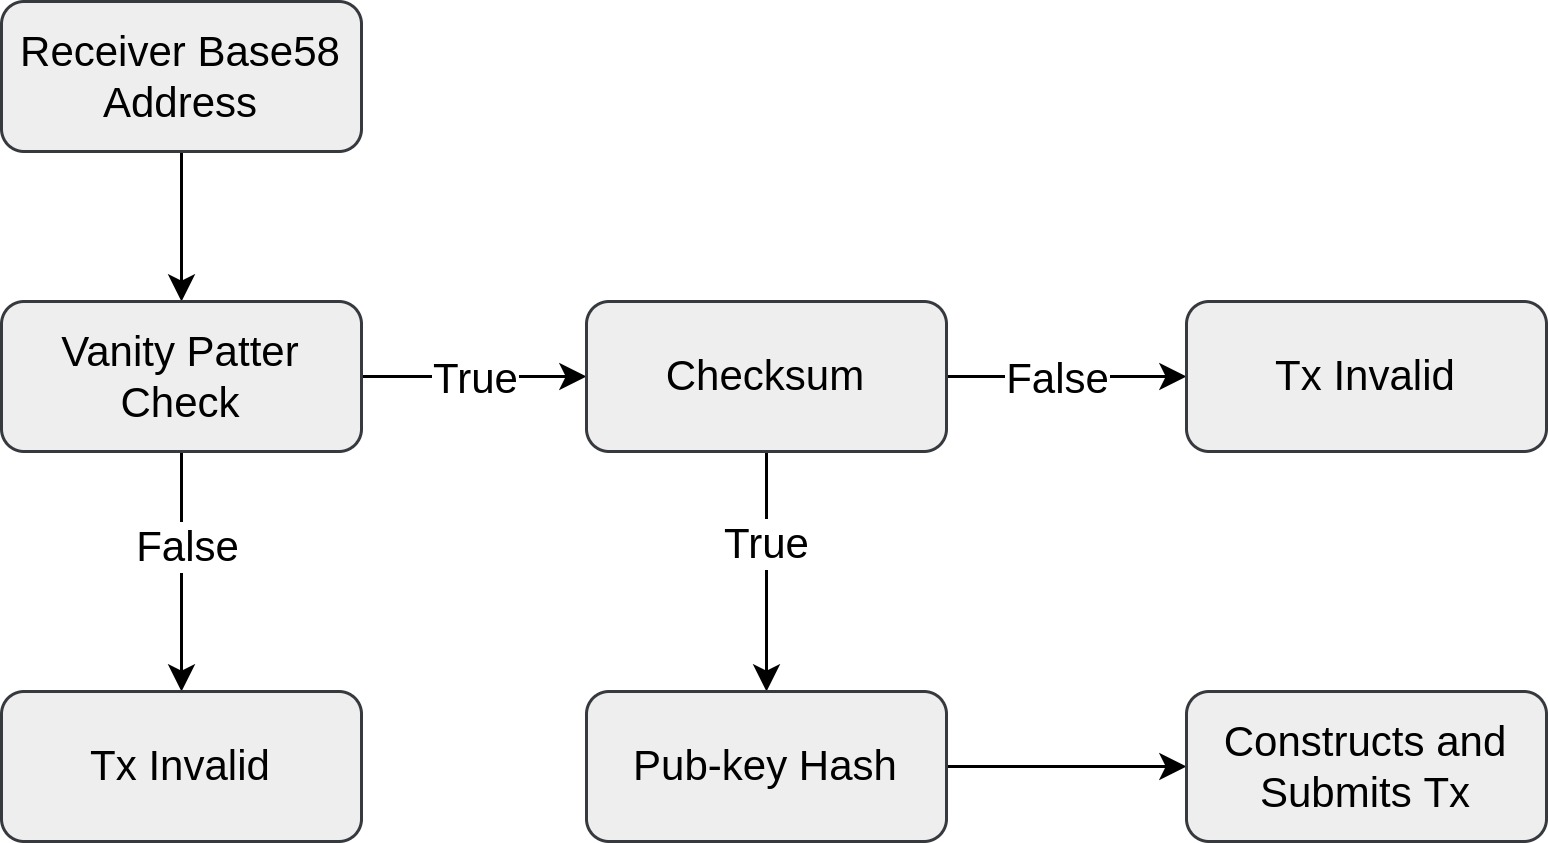 Receiver Base58
Address
Vanity Patter
Check
True
Checksum
False
Tx Invalid
False
True
Tx Invalid
Pub-key Hash
Constructs and
Submits Tx